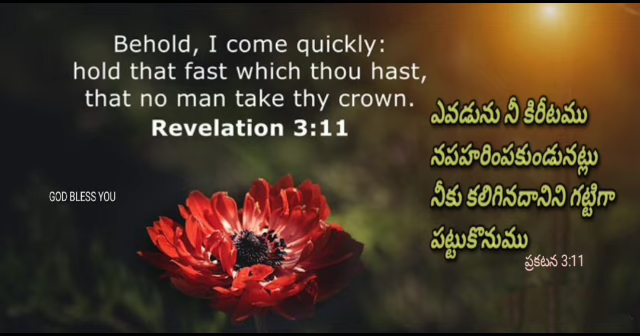 Behold, I come quickly:
hold that fast which thou hast,
that no man take thy crown.
Revelation 3:11
ఎవడును నీ కిరీటము
నపహరింపకుండునట్లు
నీకు కలిగినదానిని గట్టిగా
పట్టుకొనుము
ప్రకటన 3:11
GOD BLESS YOU